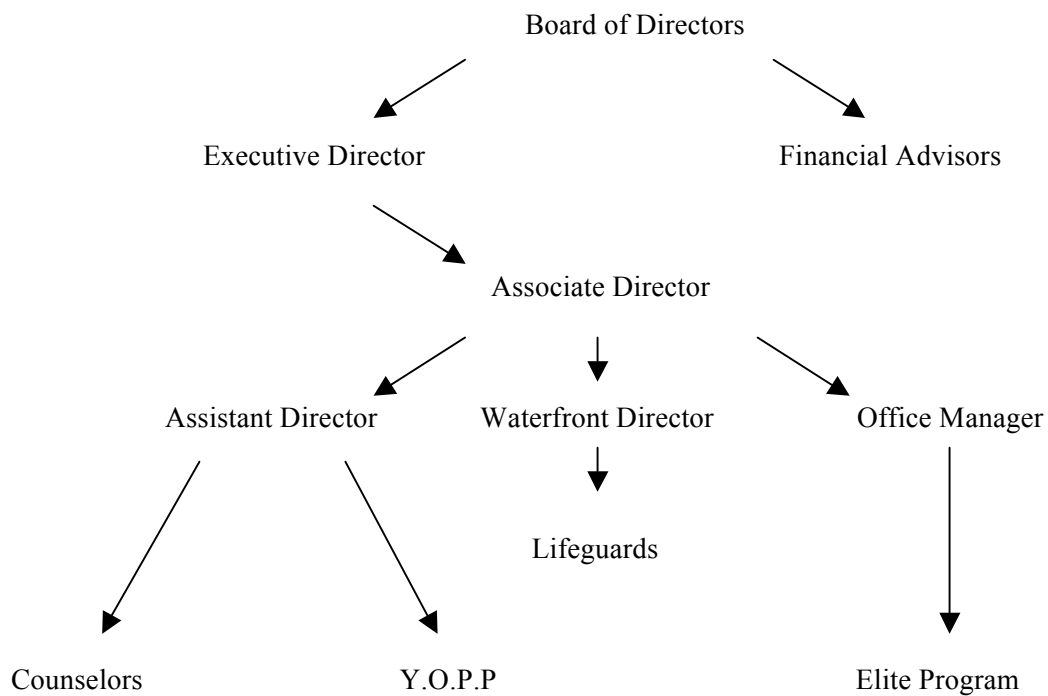 Board of Directors
Executive Director
Financial Advisors
Associate Director
Assistant Director
Waterfront Director
Office Manager
Lifeguards
Counselors
Y.O.P.P
Elite Program